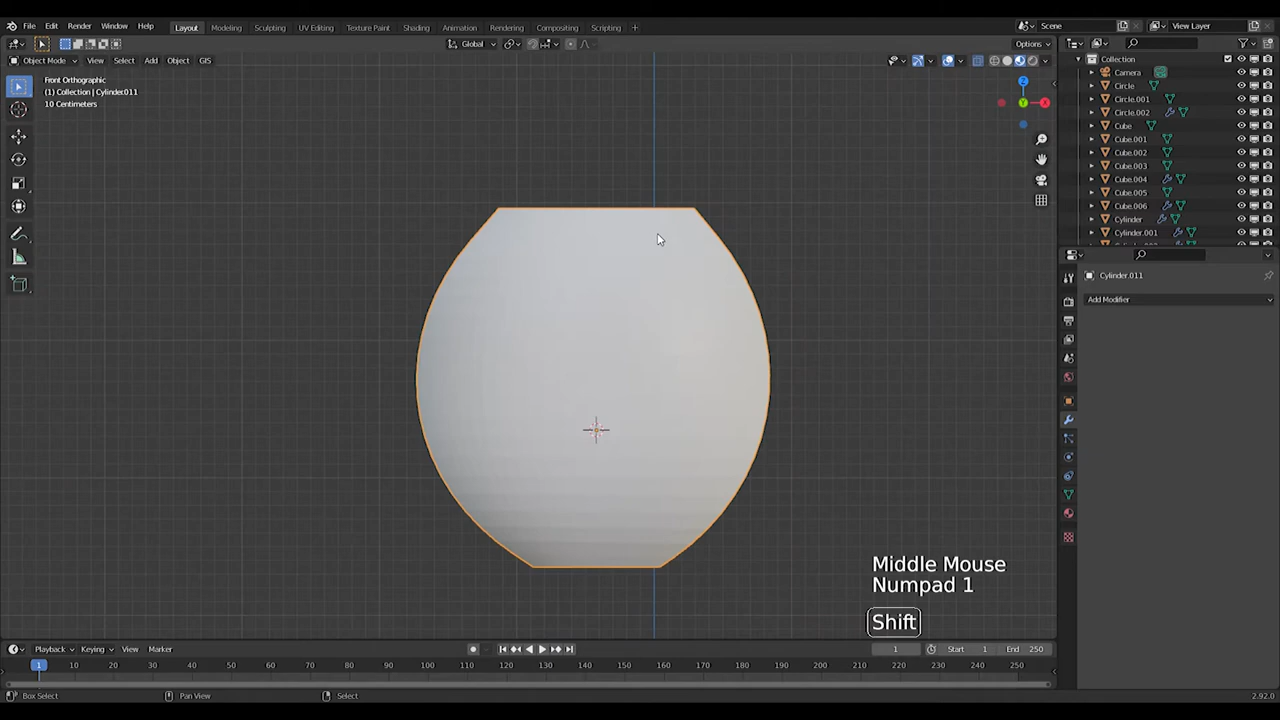 File Edit Render Window Help
Layout Modeling Sculpting UV Editing Texture Paint Shading Animation Rendering Compositing Scripting +
Scene
View Layer
Global
Options
Object Mode View Select Add Object GIS
Front Orthographic
(1) Collection | Cylinder.011
10 Centimeters
Z
Y
X
Collection
Camera
Circle
Circle.001
Circle.002
Cube
Cube.001
Cube.002
Cube.003
Cube.004
Cube.005
Cube.006
Cylinder
Cylinder.001
Cylinder.011
Add Modifier
Middle Mouse
Numpad 1
Shift
Playback Keying View Marker
1 Start 1 End 250
1 10 20 30 40 50 60 70 80 90 100 110 120 130 140 150 160 170 180 190 200 210 220 230 240 250
Box Select Pan View Select 2.92.0